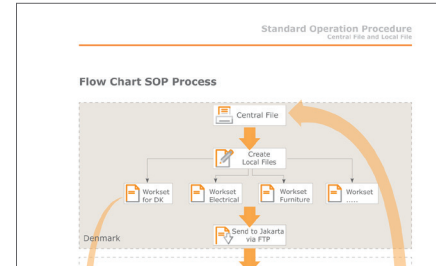 Standard Operation Procedure
Central File and Local File
Flow Chart SOP Process
Central File
Create
Local Files
Workset
for DK
Workset
Electrical
Workset
Furniture
Workset
.....
Send to Jakarta
via FTP
Denmark